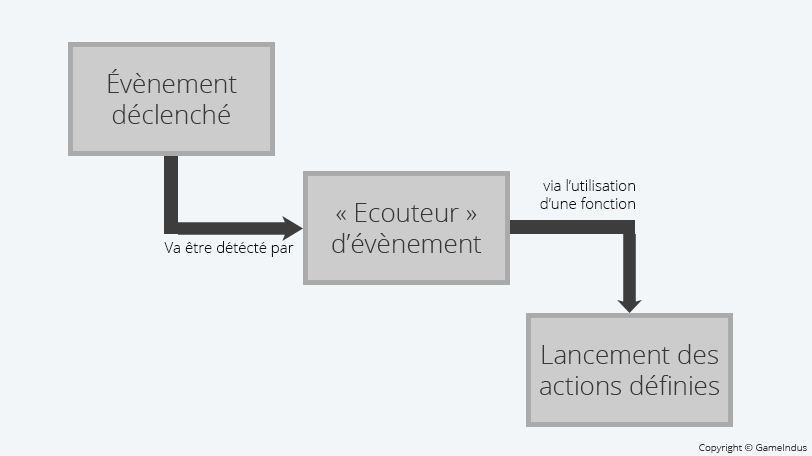 Évènement
déclenché
Va être détécté par
« Ecouteur »
d’évènement
via l’utilisation
d’une fonction
Lancement des
actions définies
Copyright © GameIndus